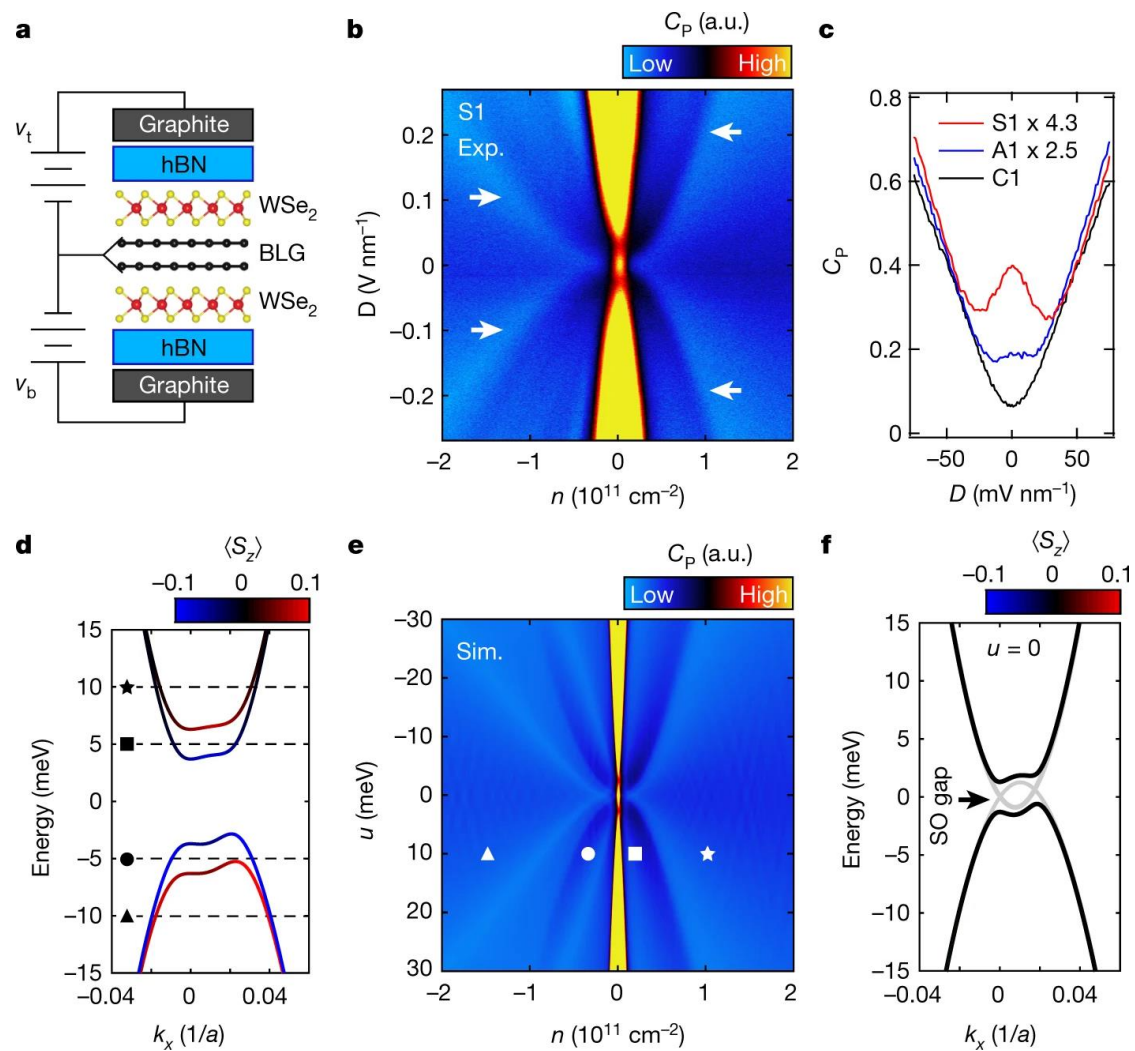 a
v_t
Graphite
hBN
WSe₂
BLG
WSe₂
hBN
Graphite
v_b
b
C_P (a.u.)
Low High
S1
Exp.
D (V nm⁻¹)
0.2
0.1
0
−0.1
−0.2
−2 −1 0 1 2
n (10¹¹ cm⁻²)
c
S1 x 4.3
A1 x 2.5
C1
C_P
0.8
0.6
0.4
0.2
0
−50 0 50
D (mV nm⁻¹)
d
⟨S_z⟩
−0.1 0 0.1
Energy (meV)
15
10
5
0
−5
−10
−15
−0.04 0 0.04
k_x (1/a)
e
C_P (a.u.)
Low High
Sim.
u (meV)
−30
−20
−10
0
10
20
30
−2 −1 0 1 2
n (10¹¹ cm⁻²)
f
⟨S_z⟩
−0.1 0 0.1
u = 0
SO gap
Energy (meV)
15
10
5
0
−5
−10
−15
−0.04 0 0.04
k_x (1/a)